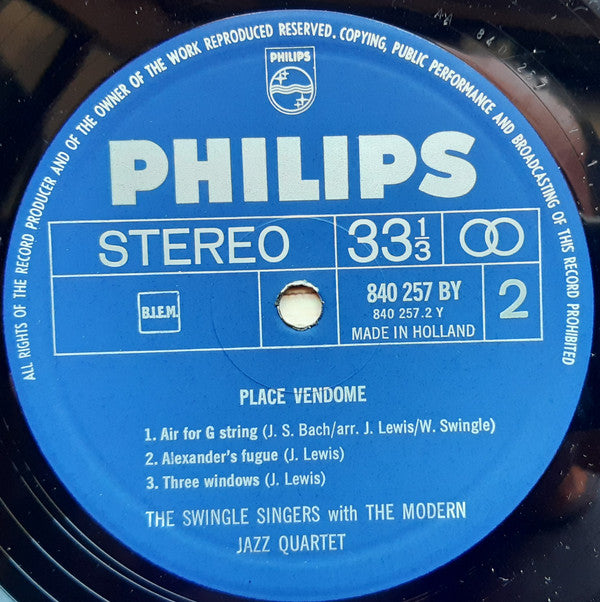 ALL RIGHTS OF THE RECORD PRODUCER AND OF THE OWNER OF THE WORK REPRODUCED RESERVED. COPYING, PUBLIC PERFORMANCE AND BROADCASTING OF THIS RECORD PROHIBITED
PHILIPS
PHILIPS
STEREO 33⅓
B.I.E.M.
840 257 BY 2
840 257.2 Y
MADE IN HOLLAND
PLACE VENDOME
1. Air for G string (J. S. Bach/arr. J. Lewis/W. Swingle)
2. Alexander's fugue (J. Lewis)
3. Three windows (J. Lewis)
THE SWINGLE SINGERS with THE MODERN
JAZZ QUARTET